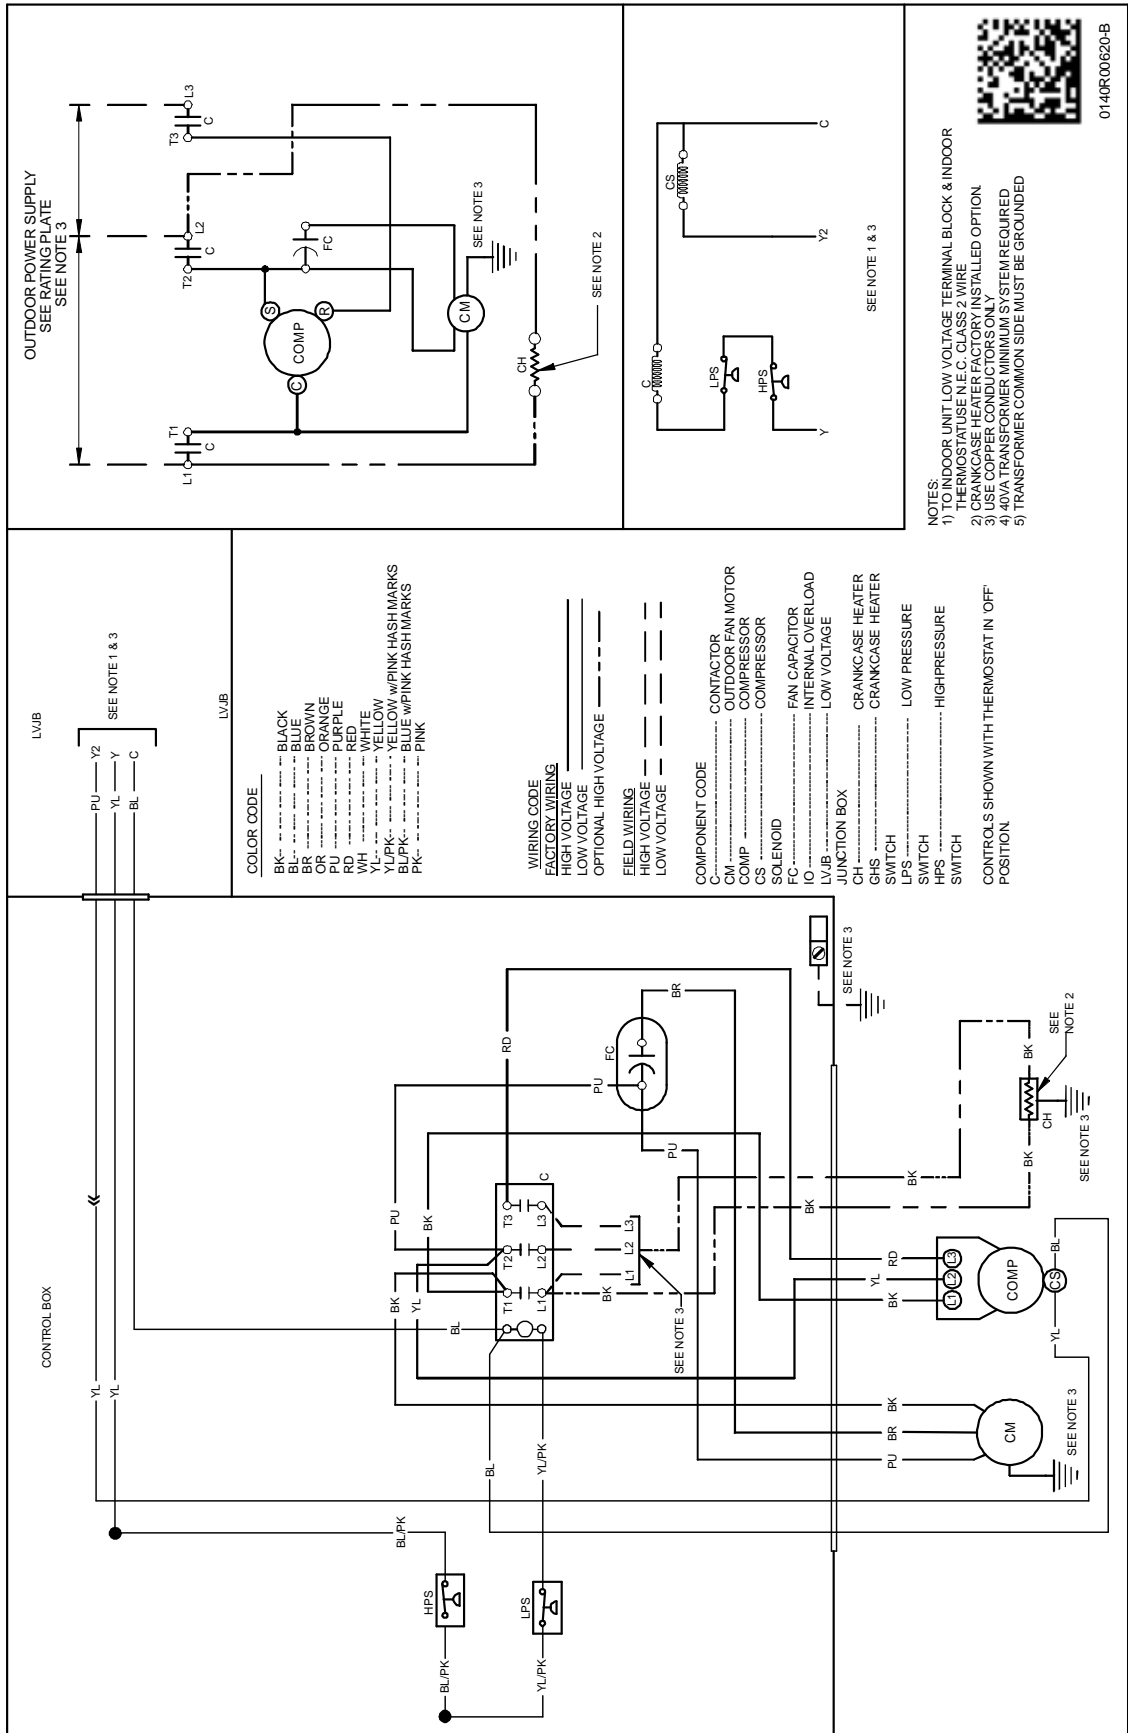 OUTDOOR POWER SUPPLY
SEE RATING PLATE
SEE NOTE 3
L1
T1
C
T2
L2
C
T3
L3
C
S
R
C
COMP
FC
CM
SEE NOTE 3
CH
SEE NOTE 2
C
CS
LPS
HPS
Y
Y2
C
SEE NOTE 1 & 3
NOTES:
1) TO INDOOR UNIT LOW VOLTAGE TERMINAL BLOCK & INDOOR
THERMOSTATUSE N.E.C. CLASS 2 WIRE
2) CRANKCASE HEATER FACTORY INSTALLED OPTION.
3) USE COPPER CONDUCTORS ONLY
4) 40VA TRANSFORMER MINIMUM SYSTEM REQUIRED
5) TRANSFORMER COMMON SIDE MUST BE GROUNDED
0140R00620-B
LVJB
PU Y2
YL Y
BL C
SEE NOTE 1 & 3
LVJB
COLOR CODE
BK------------BLACK
BL------------BLUE
BR------------BROWN
OR------------ORANGE
PU------------PURPLE
RD------------RED
WH------------WHITE
YL------------YELLOW
YL/PK------------YELLOW w/PINK HASH MARKS
BL/PK------------BLUE w/PINK HASH MARKS
PK------------PINK
WIRING CODE
FACTORY WIRING
HIGH VOLTAGE
LOW VOLTAGE
OPTIONAL HIGH VOLTAGE
FIELD WIRING
HIGH VOLTAGE
LOW VOLTAGE
COMPONENT CODE
C------------CONTACTOR
CM------------OUTDOOR FAN MOTOR
COMP------------COMPRESSOR
CS------------COMPRESSOR
SOLENOID
FC------------FAN CAPACITOR
IO------------INTERNAL OVERLOAD
LVJB------------LOW VOLTAGE
JUNCTION BOX
CH------------CRANKCASE HEATER
GHS------------CRANKCASE HEATER
SWITCH
LPS------------LOW PRESSURE
SWITCH
HPS------------HIGHPRESSURE
SWITCH
CONTROLS SHOWN WITH THERMOSTAT IN 'OFF'
POSITION.
CONTROL BOX
YL
YL
BL
PU
BK
BK
YL
RD
PU
FC
BR
PU
C
T1
T2
T3
L1
L2
L3
L1
L2
L3
BK
SEE NOTE 3
SEE NOTE 3
BL
YL/PK
BL/PK
HPS
BL/PK
LPS
YL/PK
BK
BK
BK
BK
CH
SEE
NOTE 2
SEE NOTE 3
RD
YL
BK
L1
L2
L3
COMP
CS
BL
YL
BK
BR
PU
CM
SEE NOTE 3